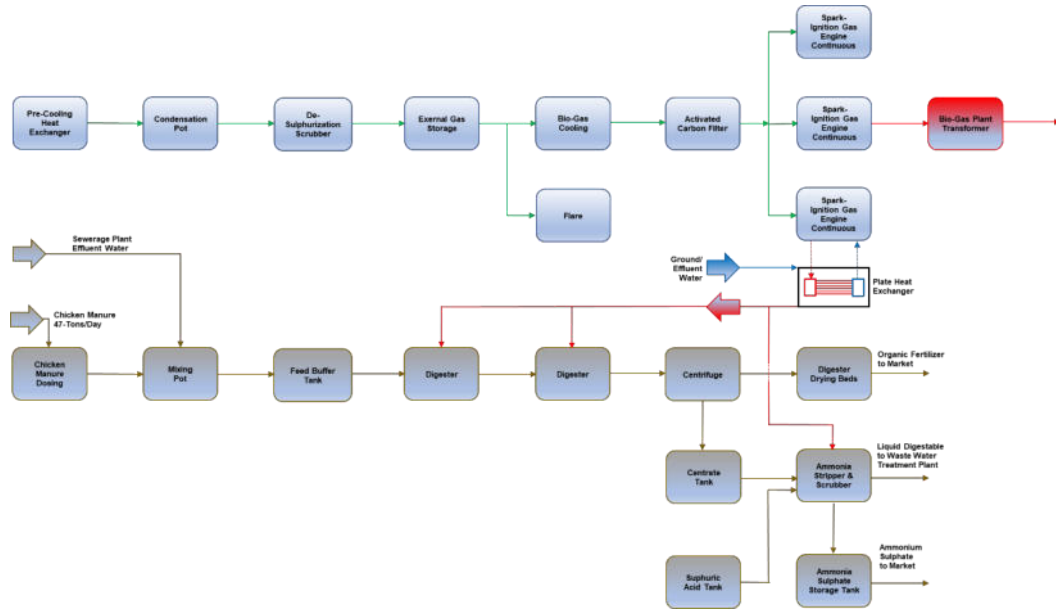 Spark-
Ignition Gas
Engine
Continuous
Pre-Cooling
Heat
Exchanger
Condensation
Pot
De-
Sulphurization
Scrubber
Exernal Gas
Storage
Bio-Gas
Cooling
Activated
Carbon Filter
Spark-
Ignition Gas
Engine
Continuous
Bio-Gas Plant
Transformer
Flare
Spark-
Ignition Gas
Engine
Continuous
Sewerage Plant
Effluent Water
Ground/
Effluent
Water
Plate Heat
Exchanger
Chicken Manure
47-Tons/Day
Chicken
Manure
Dosing
Mixing
Pot
Feed Buffer
Tank
Digester
Digester
Centrifuge
Digester
Drying Beds
Organic Fertilizer
to Market
Centrate
Tank
Ammonia
Stripper &
Scrubber
Liquid Digestable
to Waste Water
Treatment Plant
Suphuric
Acid Tank
Ammonia
Sulphate
Storage Tank
Ammonium
Sulphate
to Market